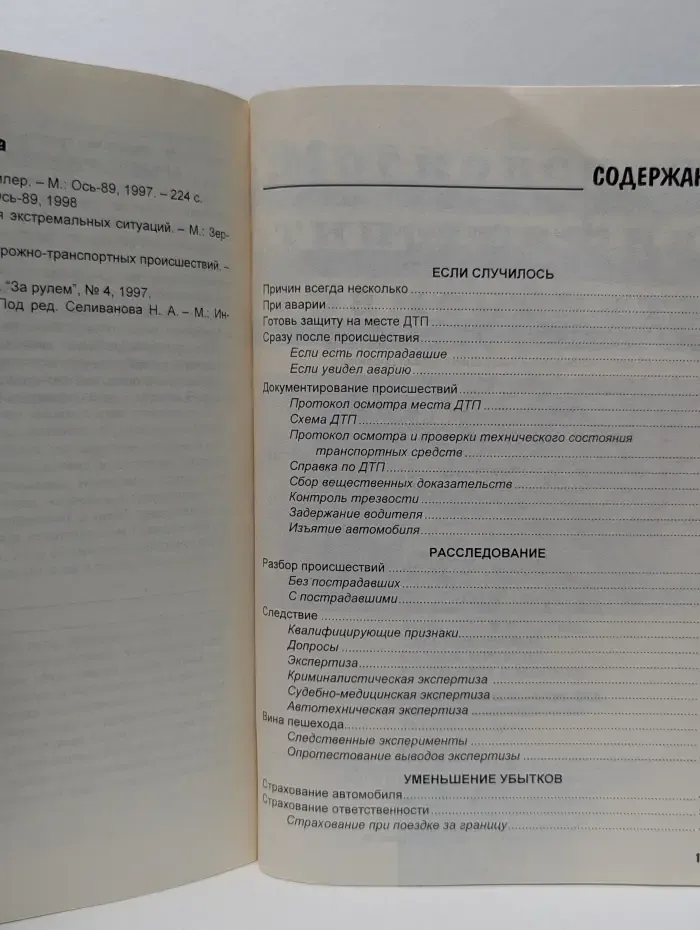 а
лер. – М.: Ось-89, 1997. – 224 с.
сь-89, 1998
я экстремальных ситуаций. – М.: Зер-
рожно-транспортных происшествий. –
"За рулем", № 4, 1997.
Под ред. Селиванова Н. А. – М.: Ин-
СОДЕРЖАН
ЕСЛИ СЛУЧИЛОСЬ
Причин всегда несколько
При аварии
Готовь защиту на месте ДТП
Сразу после происшествия
Если есть пострадавшие
Если увидел аварию
Документирование происшествий
Протокол осмотра места ДТП
Схема ДТП
Протокол осмотра и проверки технического состояния
транспортных средств
Справка по ДТП
Сбор вещественных доказательств
Контроль трезвости
Задержание водителя
Изъятие автомобиля
РАССЛЕДОВАНИЕ
Разбор происшествий
Без пострадавших
С пострадавшими
Следствие
Квалифицирующие признаки
Допросы
Экспертиза
Криминалистическая экспертиза
Судебно-медицинская экспертиза
Автотехническая экспертиза
Вина пешехода
Следственные эксперименты
Опротестование выводов экспертизы
УМЕНЬШЕНИЕ УБЫТКОВ
Страхование автомобиля
Страхование ответственности
Страхование при поездке за границу
1